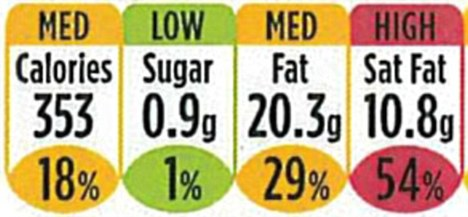 MED LOW MED HIGH
Calories Sugar Fat Sat Fat
353 0.9g 20.3g 10.8g
18% 1% 29% 54%